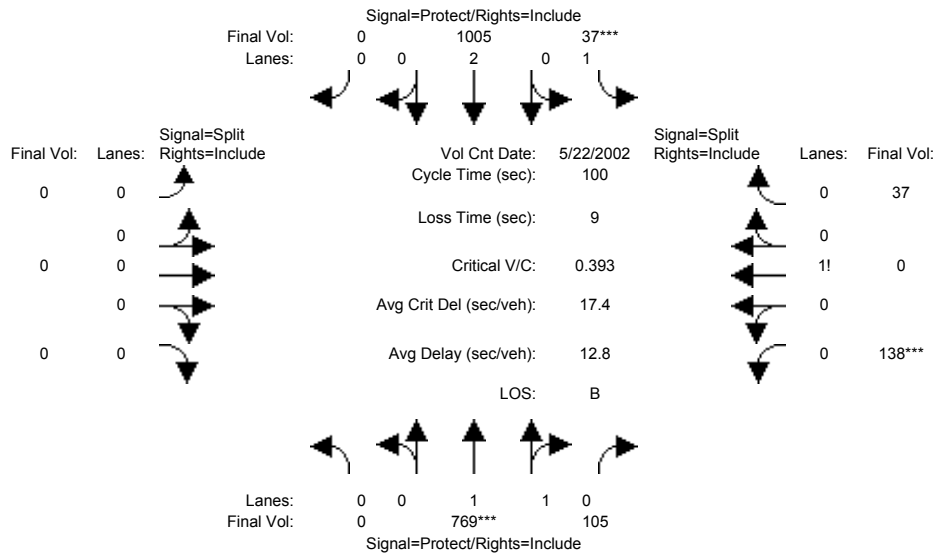 Signal=Protect/Rights=Include
Final Vol: 0 1005 37***
Lanes: 0 0 2 0 1
Signal=Split
Final Vol: Lanes: Rights=Include
Vol Cnt Date: 5/22/2002
Signal=Split
Rights=Include Lanes: Final Vol:
Cycle Time (sec): 100
0 0
0 37
Loss Time (sec): 9
0
0
0 0
Critical V/C: 0.393
1! 0
0
Avg Crit Del (sec/veh): 17.4
0
0 0
Avg Delay (sec/veh): 12.8
0 138***
LOS: B
Lanes: 0 0 1 1 0
Final Vol: 0 769*** 105
Signal=Protect/Rights=Include